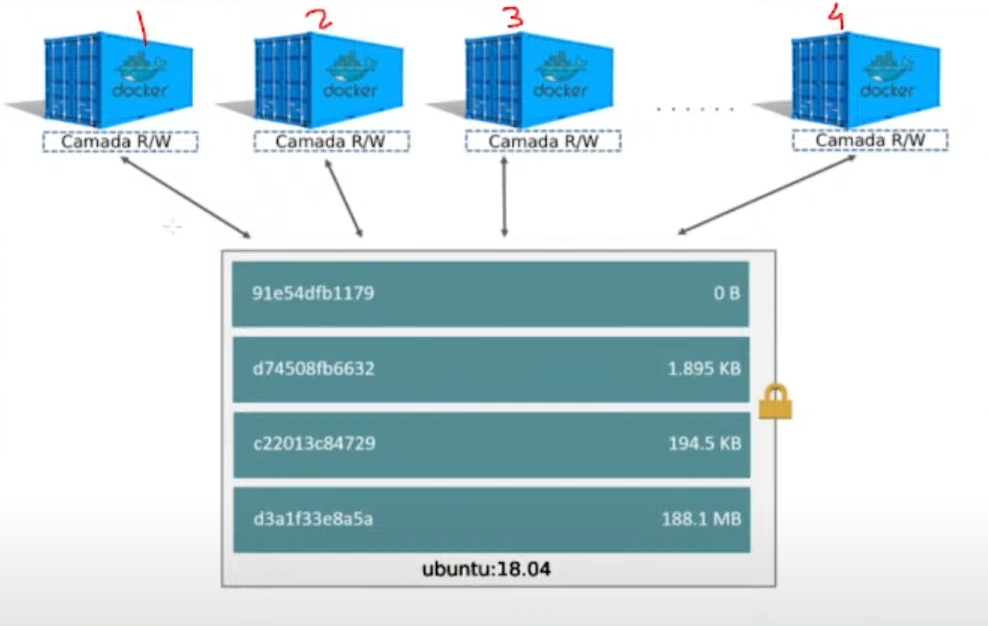 1 2 3 4
docker docker docker docker
Camada R/W Camada R/W Camada R/W ....... Camada R/W
91e54dfb1179 0 B
d74508fb6632 1.895 KB
c22013c84729 194.5 KB
d3a1f33e8a5a 188.1 MB
ubuntu:18.04